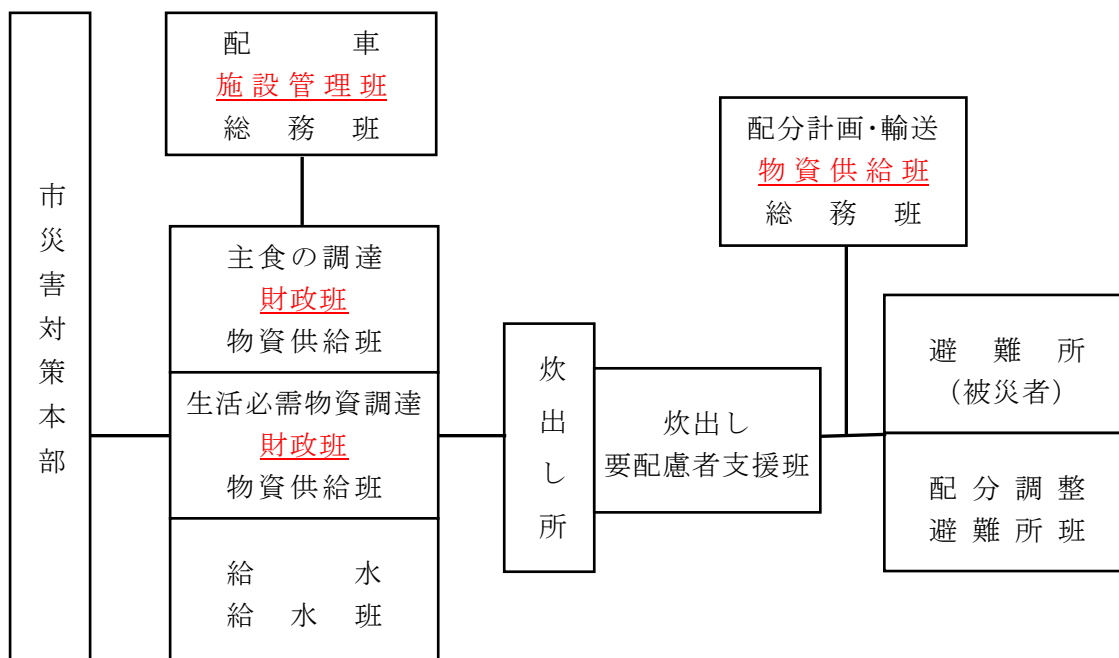 市災害対策本部
配車
施設管理班
総務班
主食の調達
財政班
物資供給班
生活必需物資調達
財政班
物資供給班
給水
給水班
炊出し所
炊出し
要配慮者支援班
配分計画・輸送
物資供給班
総務班
避難所
(被災者)
配分調整
避難所班